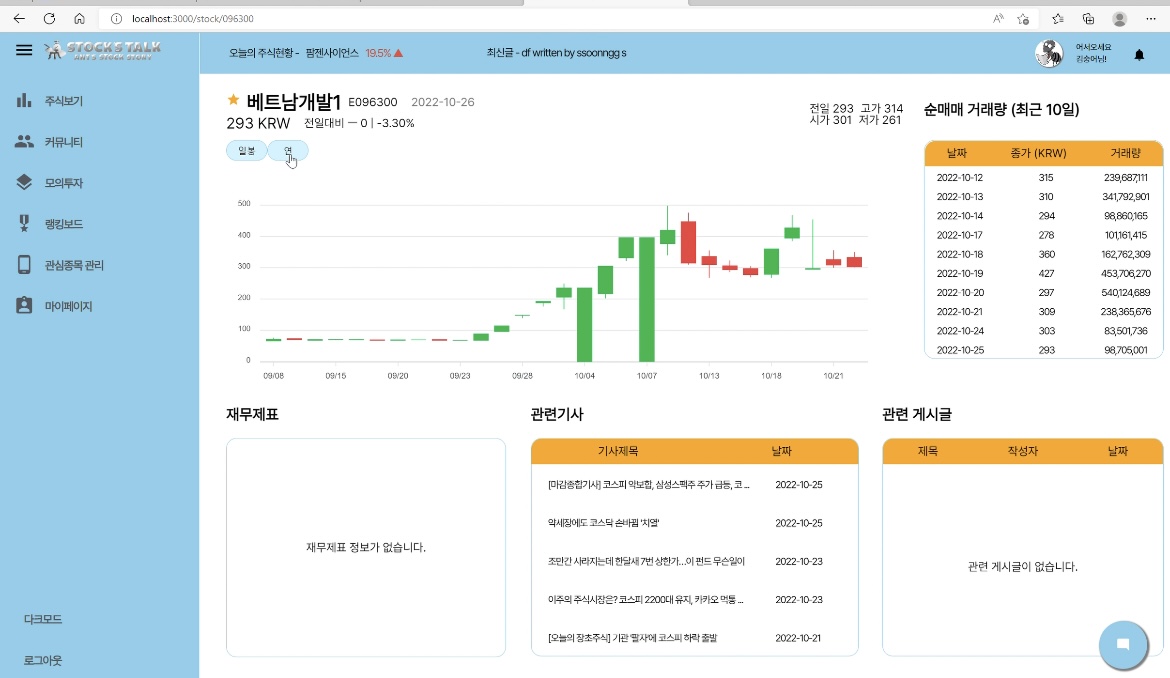 localhost:3000/stock/096300
STOCKS TALK
ANT'S STOCK STORY
오늘의 주식현황 - 팜젠사이언스 19.5% ▲
최신글 - df written by ssoonngg s
어서오세요
김송어님!
주식보기
커뮤니티
모의투자
랭킹보드
관심종목 관리
마이페이지
다크모드
로그아웃
베트남개발1 E096300 2022-10-26
293 KRW 전일대비 ー 0 | -3.30%
전일 293 고가 314
시가 301 저가 261
일봉
연
500
400
300
200
100
0
09/08 09/15 09/20 09/23 09/28 10/04 10/07 10/13 10/18 10/21
순매매 거래량 (최근 10일)
날짜 종가 (KRW) 거래량
2022-10-12 315 239,687,111
2022-10-13 310 341,792,901
2022-10-14 294 98,860,165
2022-10-17 278 101,161,415
2022-10-18 360 162,762,309
2022-10-19 427 453,706,270
2022-10-20 297 540,124,689
2022-10-21 309 238,365,676
2022-10-24 303 83,501,736
2022-10-25 293 98,705,001
재무제표
재무제표 정보가 없습니다.
관련기사
기사제목 날짜
[마감종합기사] 코스피 약보합, 삼성스팩주 주가 급등, 코 ... 2022-10-25
약세장에도 코스닥 손바뀜 '치열' 2022-10-25
조만간 사라지는데 한달새 7번 상한가…이 펀드 무슨일이 2022-10-23
이주의 주식시장은? 코스피 2200대 유지, 카카오 먹통 ... 2022-10-23
[오늘의 장초주식] 기관 '팔자'에 코스피 하락 출발 2022-10-21
관련 게시글
제목 작성자 날짜
관련 게시글이 없습니다.